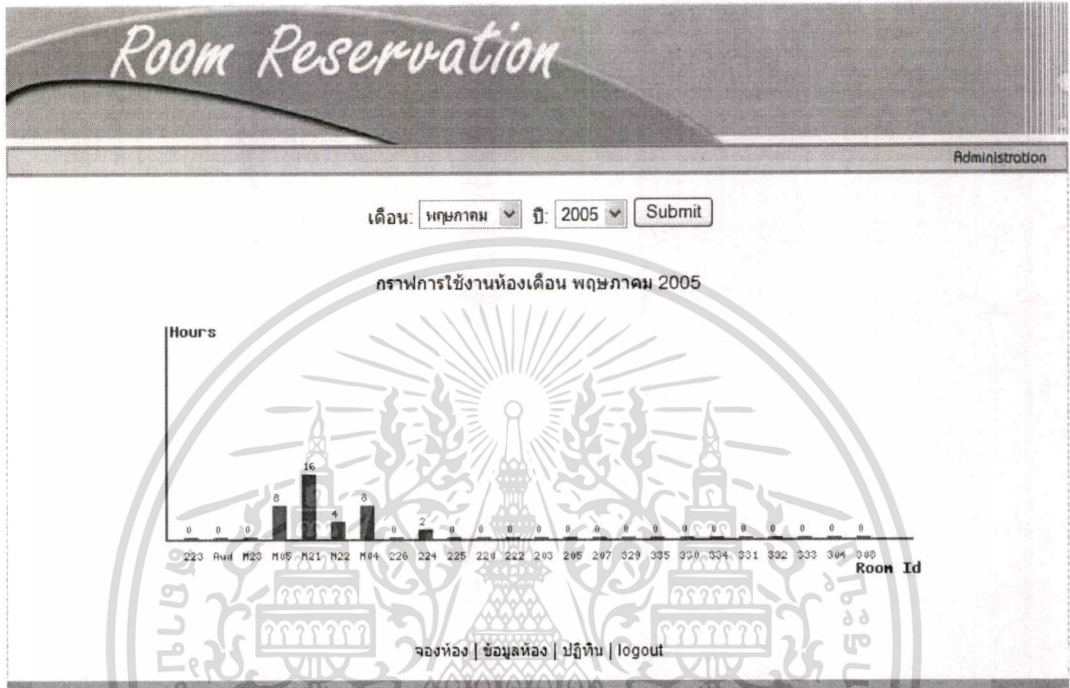 Room Reservation
Administration
เดือน: พฤษภาคม ปี: 2005 Submit
กราฟการใช้งานห้องเดือน พฤษภาคม 2005
Hours
0 0 0 8 16 4 8 0 2 0 0 0 0 0 0 0 0 0 0 0 0 0 0 0
223 Aud M23 M05 M21 M22 M04 226 224 225 220 222 203 205 207 329 335 330 334 331 332 333 304 308
Room Id
จองห้อง | ข้อมูลห้อง | ปฏิทิน | logout